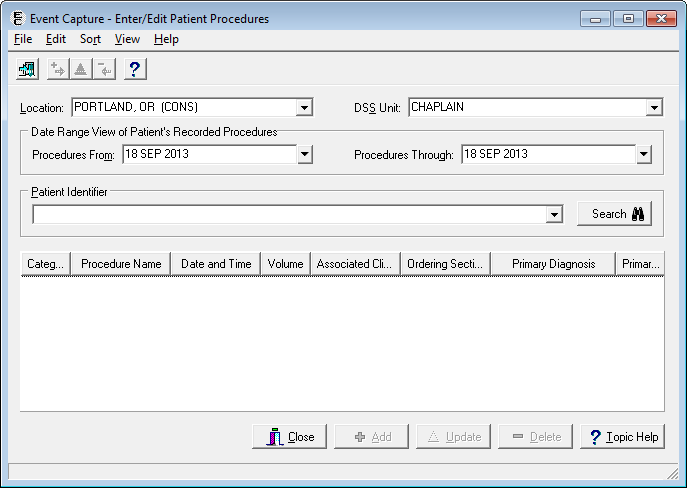 Event Capture - Enter/Edit Patient Procedures
File Edit Sort View Help
Location: PORTLAND, OR (CONS) DSS Unit: CHAPLAIN
Date Range View of Patient's Recorded Procedures
Procedures From: 18 SEP 2013 Procedures Through: 18 SEP 2013
Patient Identifier
Search
Categ... Procedure Name Date and Time Volume Associated Cli... Ordering Secti... Primary Diagnosis Primar...
Close Add Update Delete Topic Help